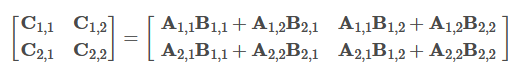 [C1,1 C1,2] = [A1,1B1,1 + A1,2B2,1 A1,1B1,2 + A1,2B2,2]
[C2,1 C2,2] [A2,1B1,1 + A2,2B2,1 A2,1B1,2 + A2,2B2,2]